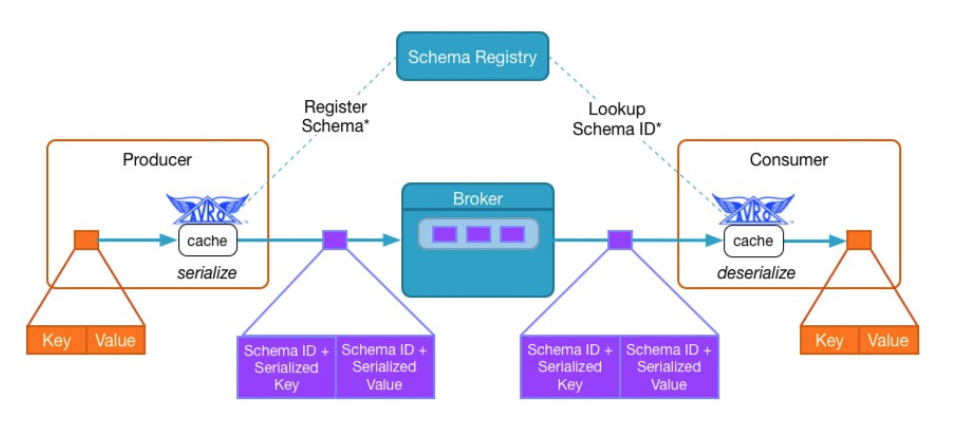 Schema Registry
Register
Schema*
Lookup
Schema ID*
Producer
Consumer
AVRO
cache
serialize
Broker
AVRO
cache
deserialize
Key
Value
Schema ID +
Serialized
Key
Schema ID +
Serialized
Value
Schema ID +
Serialized
Key
Schema ID +
Serialized
Value
Key
Value